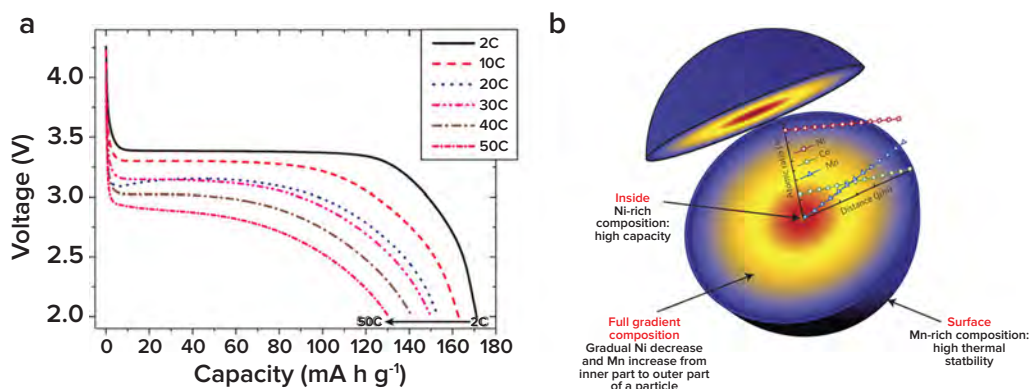 a
Voltage (V)
4.0
3.5
3.0
2.5
2.0
0
20
40
60
80
100
120
140
160
180
Capacity (mA h g⁻¹)
2C
10C
20C
30C
40C
50C
50C
2C
b
Ni
Co
Mn
Distance (μm)
Inside
Ni-rich
composition:
high capacity
Full gradient
composition
Gradual Ni decrease
and Mn increase from
inner part to outer part
of a particle
Surface
Mn-rich composition:
high thermal
statbility